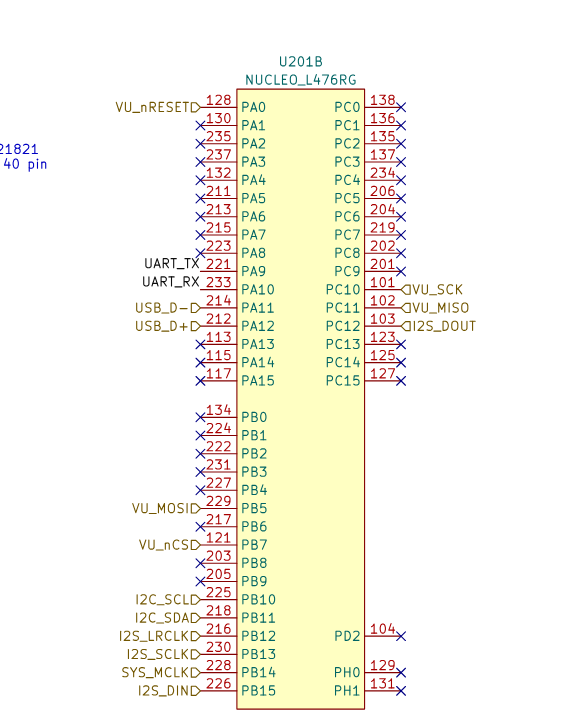 U201B
NUCLEO_L476RG
VU_nRESET 128 PA0 PC0 138
130 PA1 PC1 136
235 PA2 PC2 135
21821
237 PA3 PC3 137
40 pin
132 PA4 PC4 234
211 PA5 PC5 206
213 PA6 PC6 204
215 PA7 PC7 219
223 PA8 PC8 202
UART_TX 221 PA9 PC9 201
UART_RX 233 PA10 PC10 101 VU_SCK
USB_D- 214 PA11 PC11 102 VU_MISO
USB_D+ 212 PA12 PC12 103 I2S_DOUT
113 PA13 PC13 123
115 PA14 PC14 125
117 PA15 PC15 127
134 PB0
224 PB1
222 PB2
231 PB3
227 PB4
VU_MOSI 229 PB5
217 PB6
VU_nCS 121 PB7
203 PB8
205 PB9
I2C_SCL 225 PB10
I2C_SDA 218 PB11
I2S_LRCLK 216 PB12 PD2 104
I2S_SCLK 230 PB13
SYS_MCLK 228 PB14 PH0 129
I2S_DIN 226 PB15 PH1 131